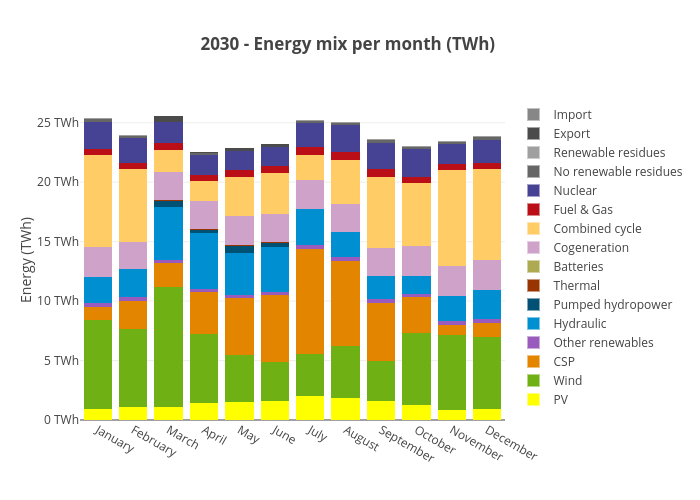 2030 - Energy mix per month (TWh)
Energy (TWh)
25 TWh
20 TWh
15 TWh
10 TWh
5 TWh
0 TWh
January
February
March
April
May
June
July
August
September
October
November
December
Import
Export
Renewable residues
No renewable residues
Nuclear
Fuel & Gas
Combined cycle
Cogeneration
Batteries
Thermal
Pumped hydropower
Hydraulic
Other renewables
CSP
Wind
PV